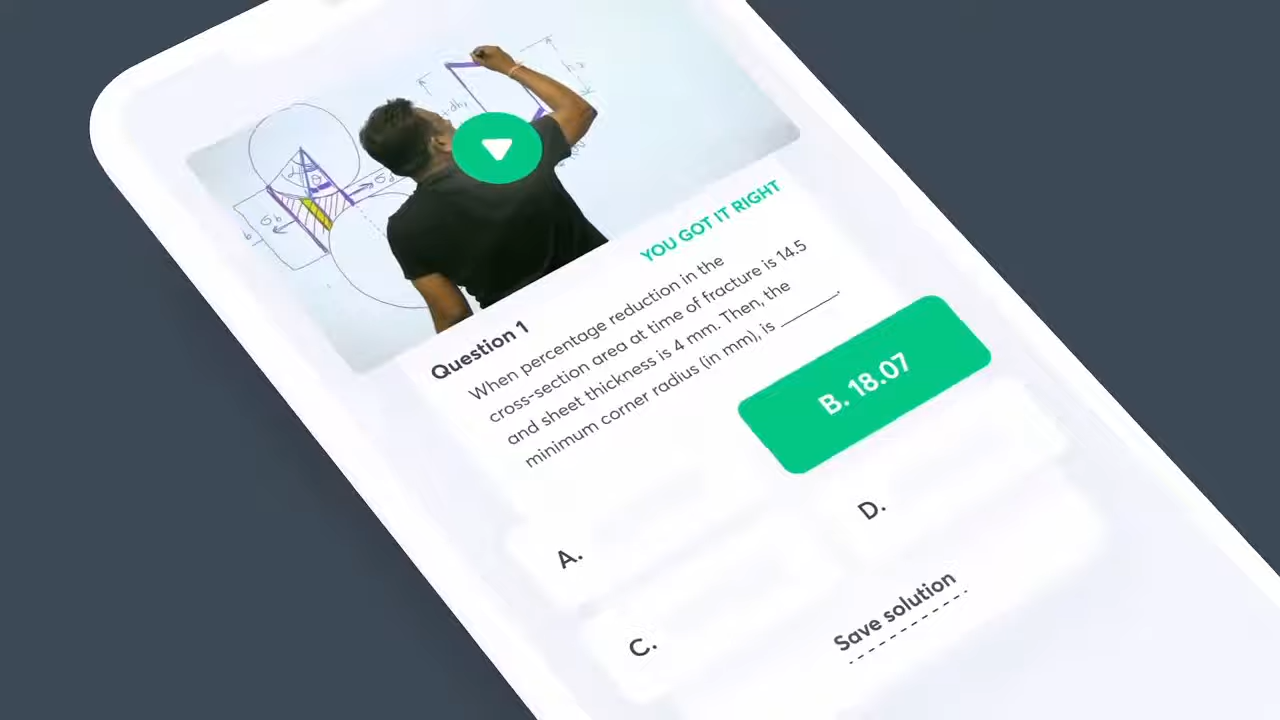 YOU GOT IT RIGHT
Question 1
When percentage reduction in the
cross-section area at time of fracture is 14.5
and sheet thickness is 4 mm. Then, the
minimum corner radius (in mm), is ________.
A.
B. 18.07
C.
D.
Save solution